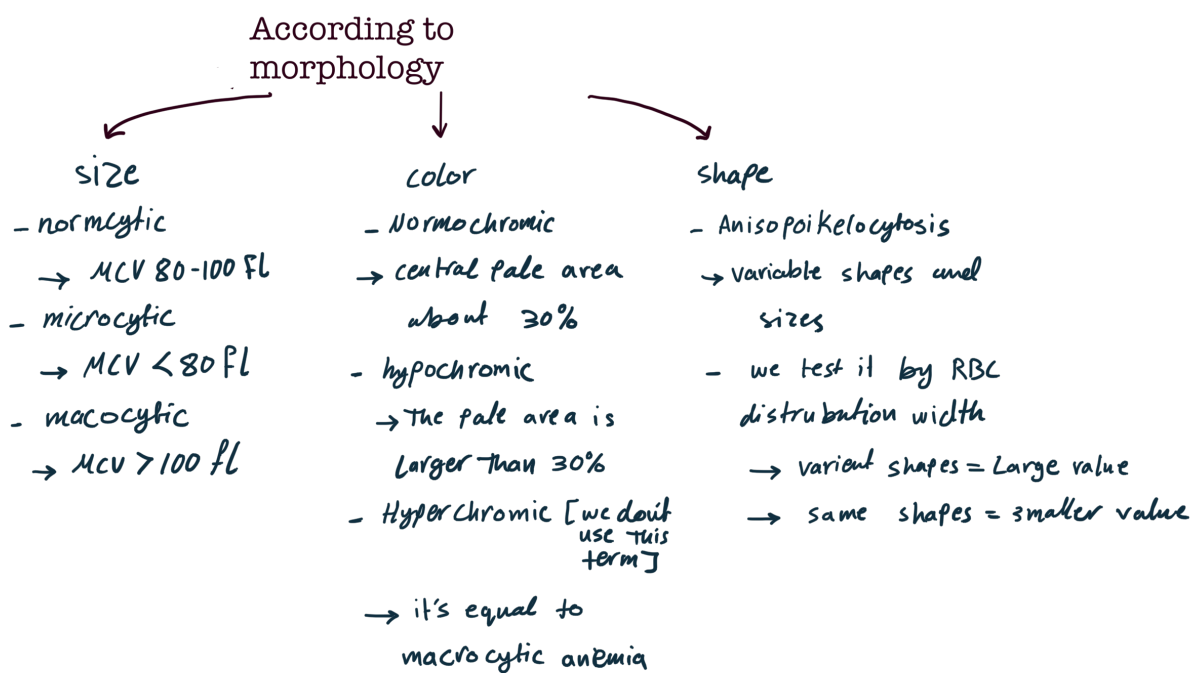 According to
morphology
size
- normcytic
→ MCV 80-100 fl
- microcytic
→ MCV < 80 fl
- macocytic
→ MCV > 100 fl
color
- Normochromic
→ central pale area
about 30%
- hypochromic
→ The pale area is
Larger than 30%
- Hyperchromic [we don't
use this
term]
→ it's equal to
macrocytic anemia
shape
- Anisopoikelocytosis
→ variable shapes and
sizes
- we test it by RBC
distrubution width
→ varient shapes = Large value
→ same shapes = smaller value